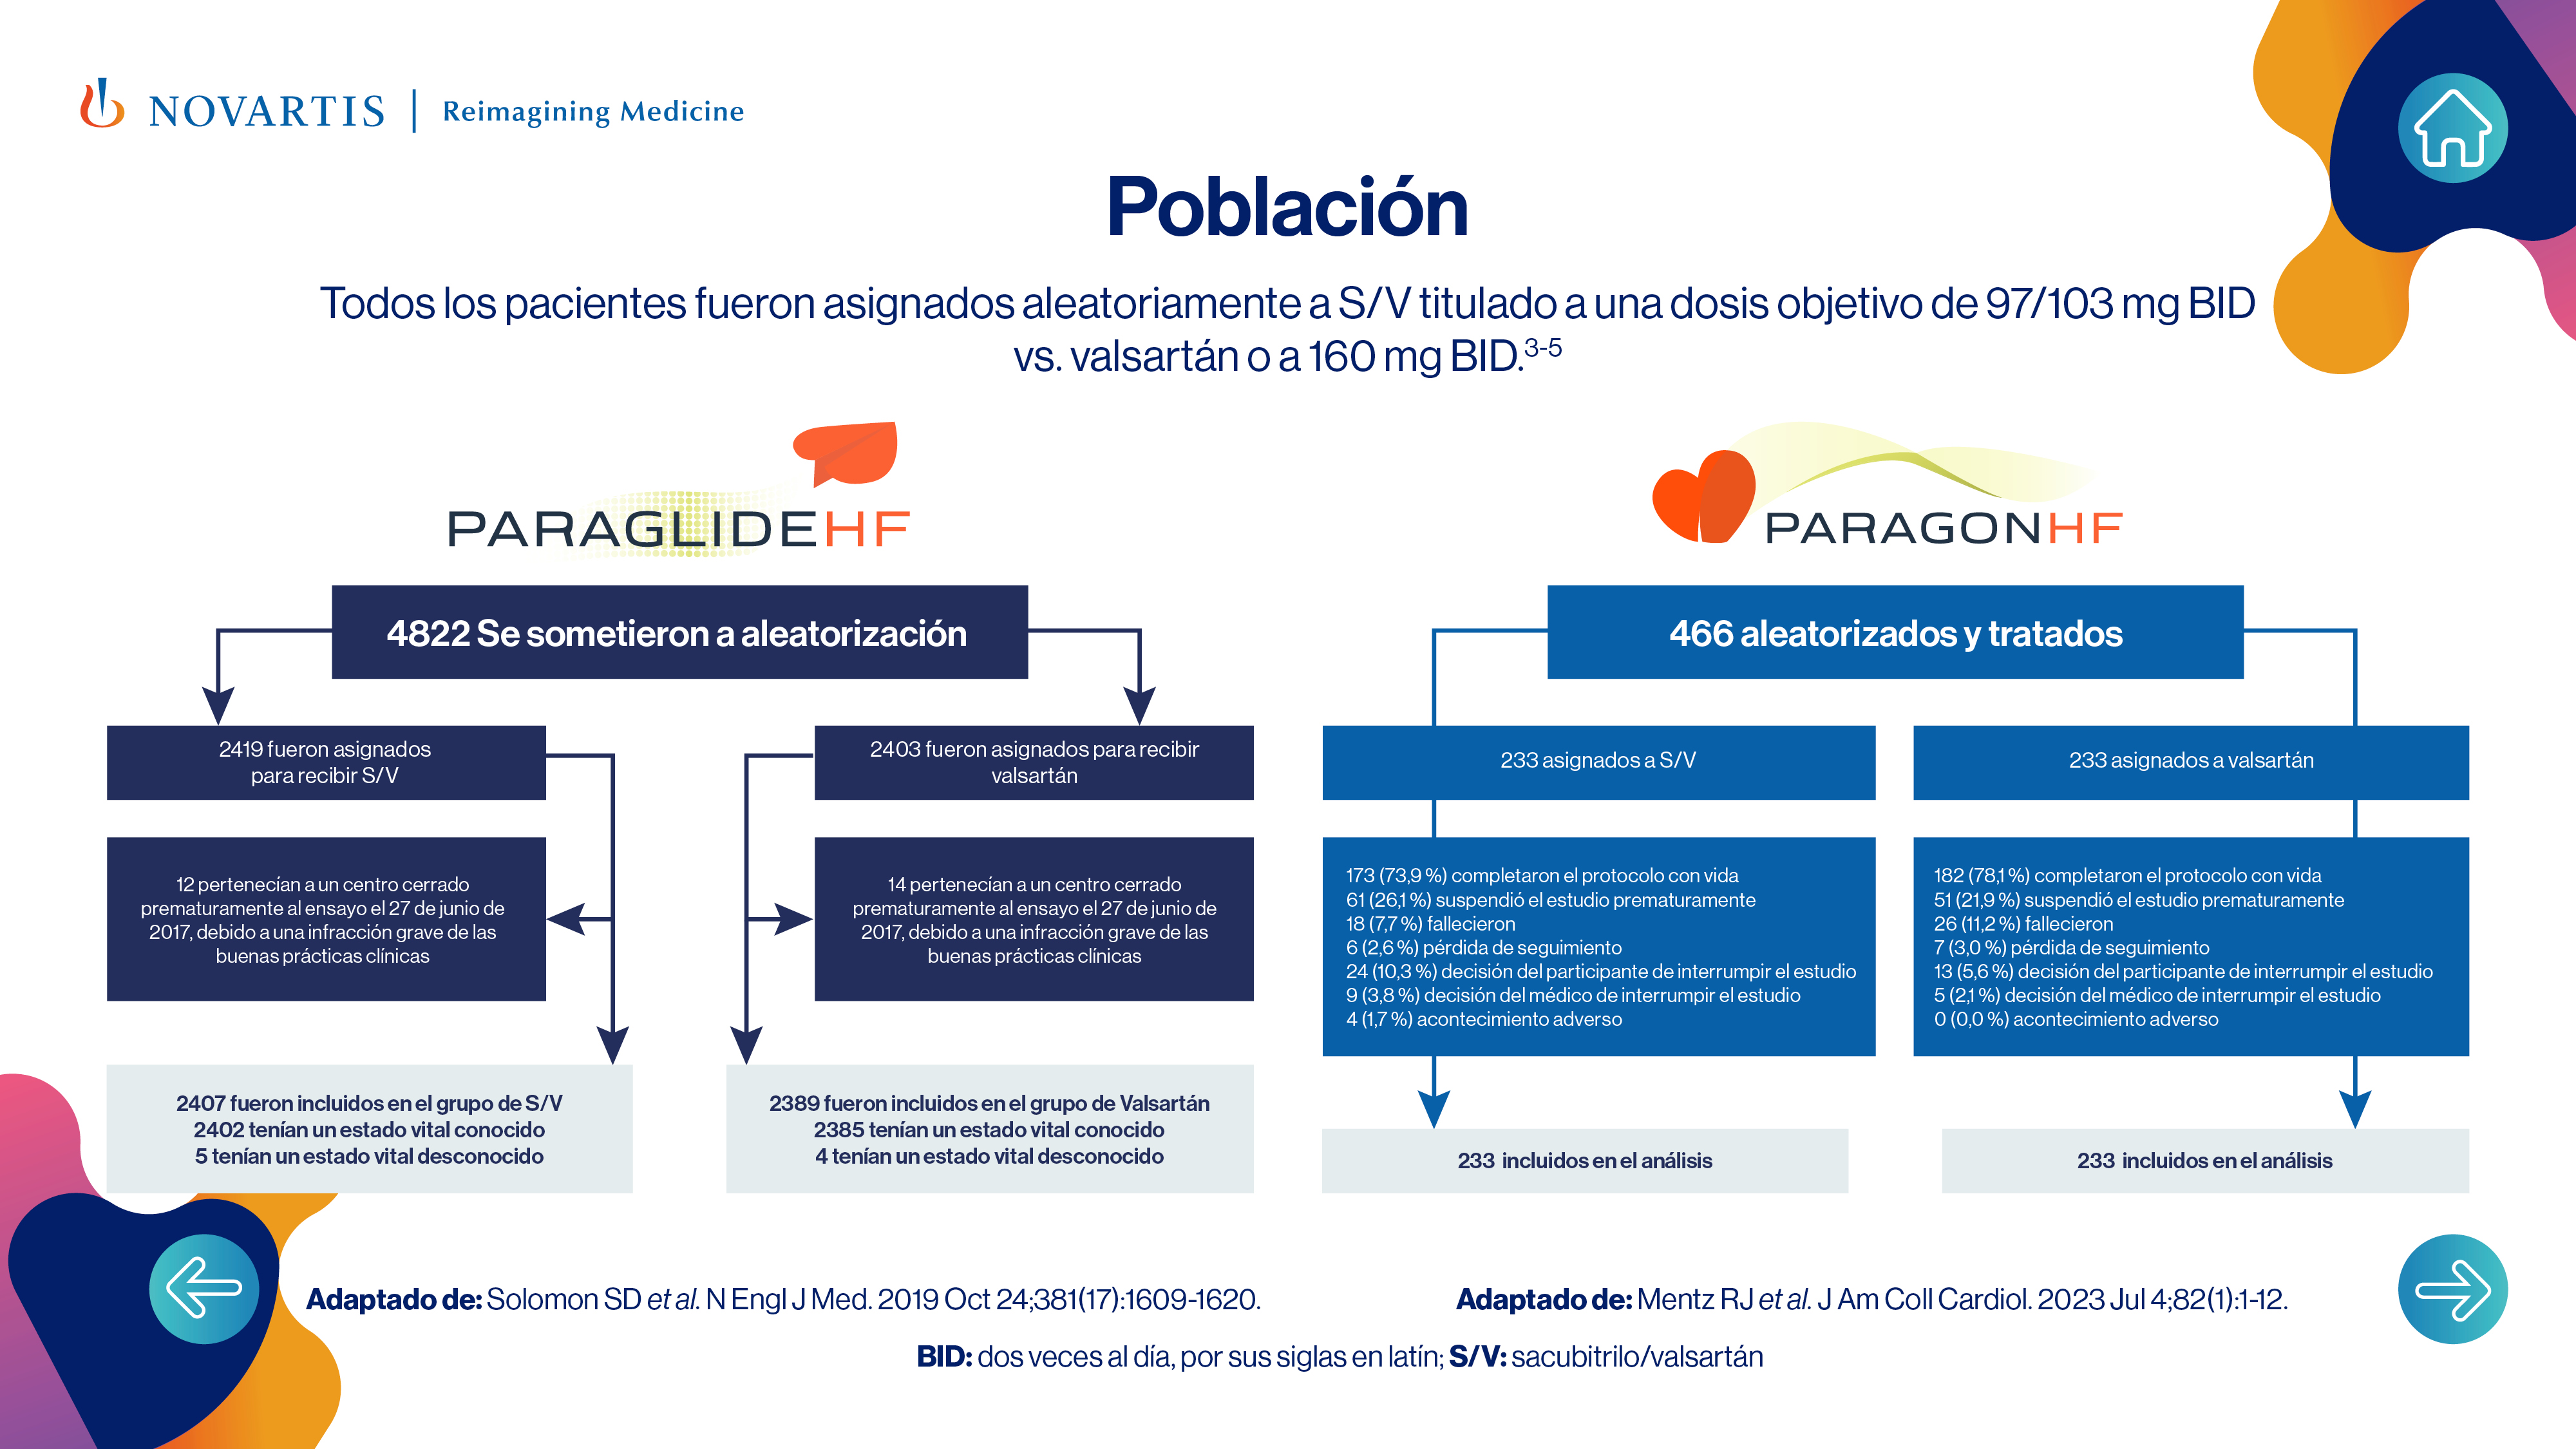 NOVARTIS | Reimagining Medicine
Población
Todos los pacientes fueron asignados aleatoriamente a S/V titulado a una dosis objetivo de 97/103 mg BID
vs. valsartán o a 160 mg BID.3-5
PARAGLIDEHF
4822 Se sometieron a aleatorización
2419 fueron asignados
para recibir S/V
2403 fueron asignados para recibir
valsartán
12 pertenecían a un centro cerrado
prematuramente al ensayo el 27 de junio de
2017, debido a una infracción grave de las
buenas prácticas clínicas
14 pertenecían a un centro cerrado
prematuramente al ensayo el 27 de junio de
2017, debido a una infracción grave de las
buenas prácticas clínicas
2407 fueron incluidos en el grupo de S/V
2402 tenían un estado vital conocido
5 tenían un estado vital desconocido
2389 fueron incluidos en el grupo de Valsartán
2385 tenían un estado vital conocido
4 tenían un estado vital desconocido
PARAGONHF
466 aleatorizados y tratados
233 asignados a S/V
233 asignados a valsartán
173 (73,9 %) completaron el protocolo con vida
61 (26,1 %) suspendió el estudio prematuramente
18 (7,7 %) fallecieron
6 (2,6 %) pérdida de seguimiento
24 (10,3 %) decisión del participante de interrumpir el estudio
9 (3,8 %) decisión del médico de interrumpir el estudio
4 (1,7 %) acontecimiento adverso
182 (78,1 %) completaron el protocolo con vida
51 (21,9 %) suspendió el estudio prematuramente
26 (11,2 %) fallecieron
7 (3,0 %) pérdida de seguimiento
13 (5,6 %) decisión del participante de interrumpir el estudio
5 (2,1 %) decisión del médico de interrumpir el estudio
0 (0,0 %) acontecimiento adverso
233 incluidos en el análisis
233 incluidos en el análisis
Adaptado de: Solomon SD et al. N Engl J Med. 2019 Oct 24;381(17):1609-1620.
Adaptado de: Mentz RJ et al. J Am Coll Cardiol. 2023 Jul 4;82(1):1-12.
BID: dos veces al día, por sus siglas en latín; S/V: sacubitrilo/valsartán